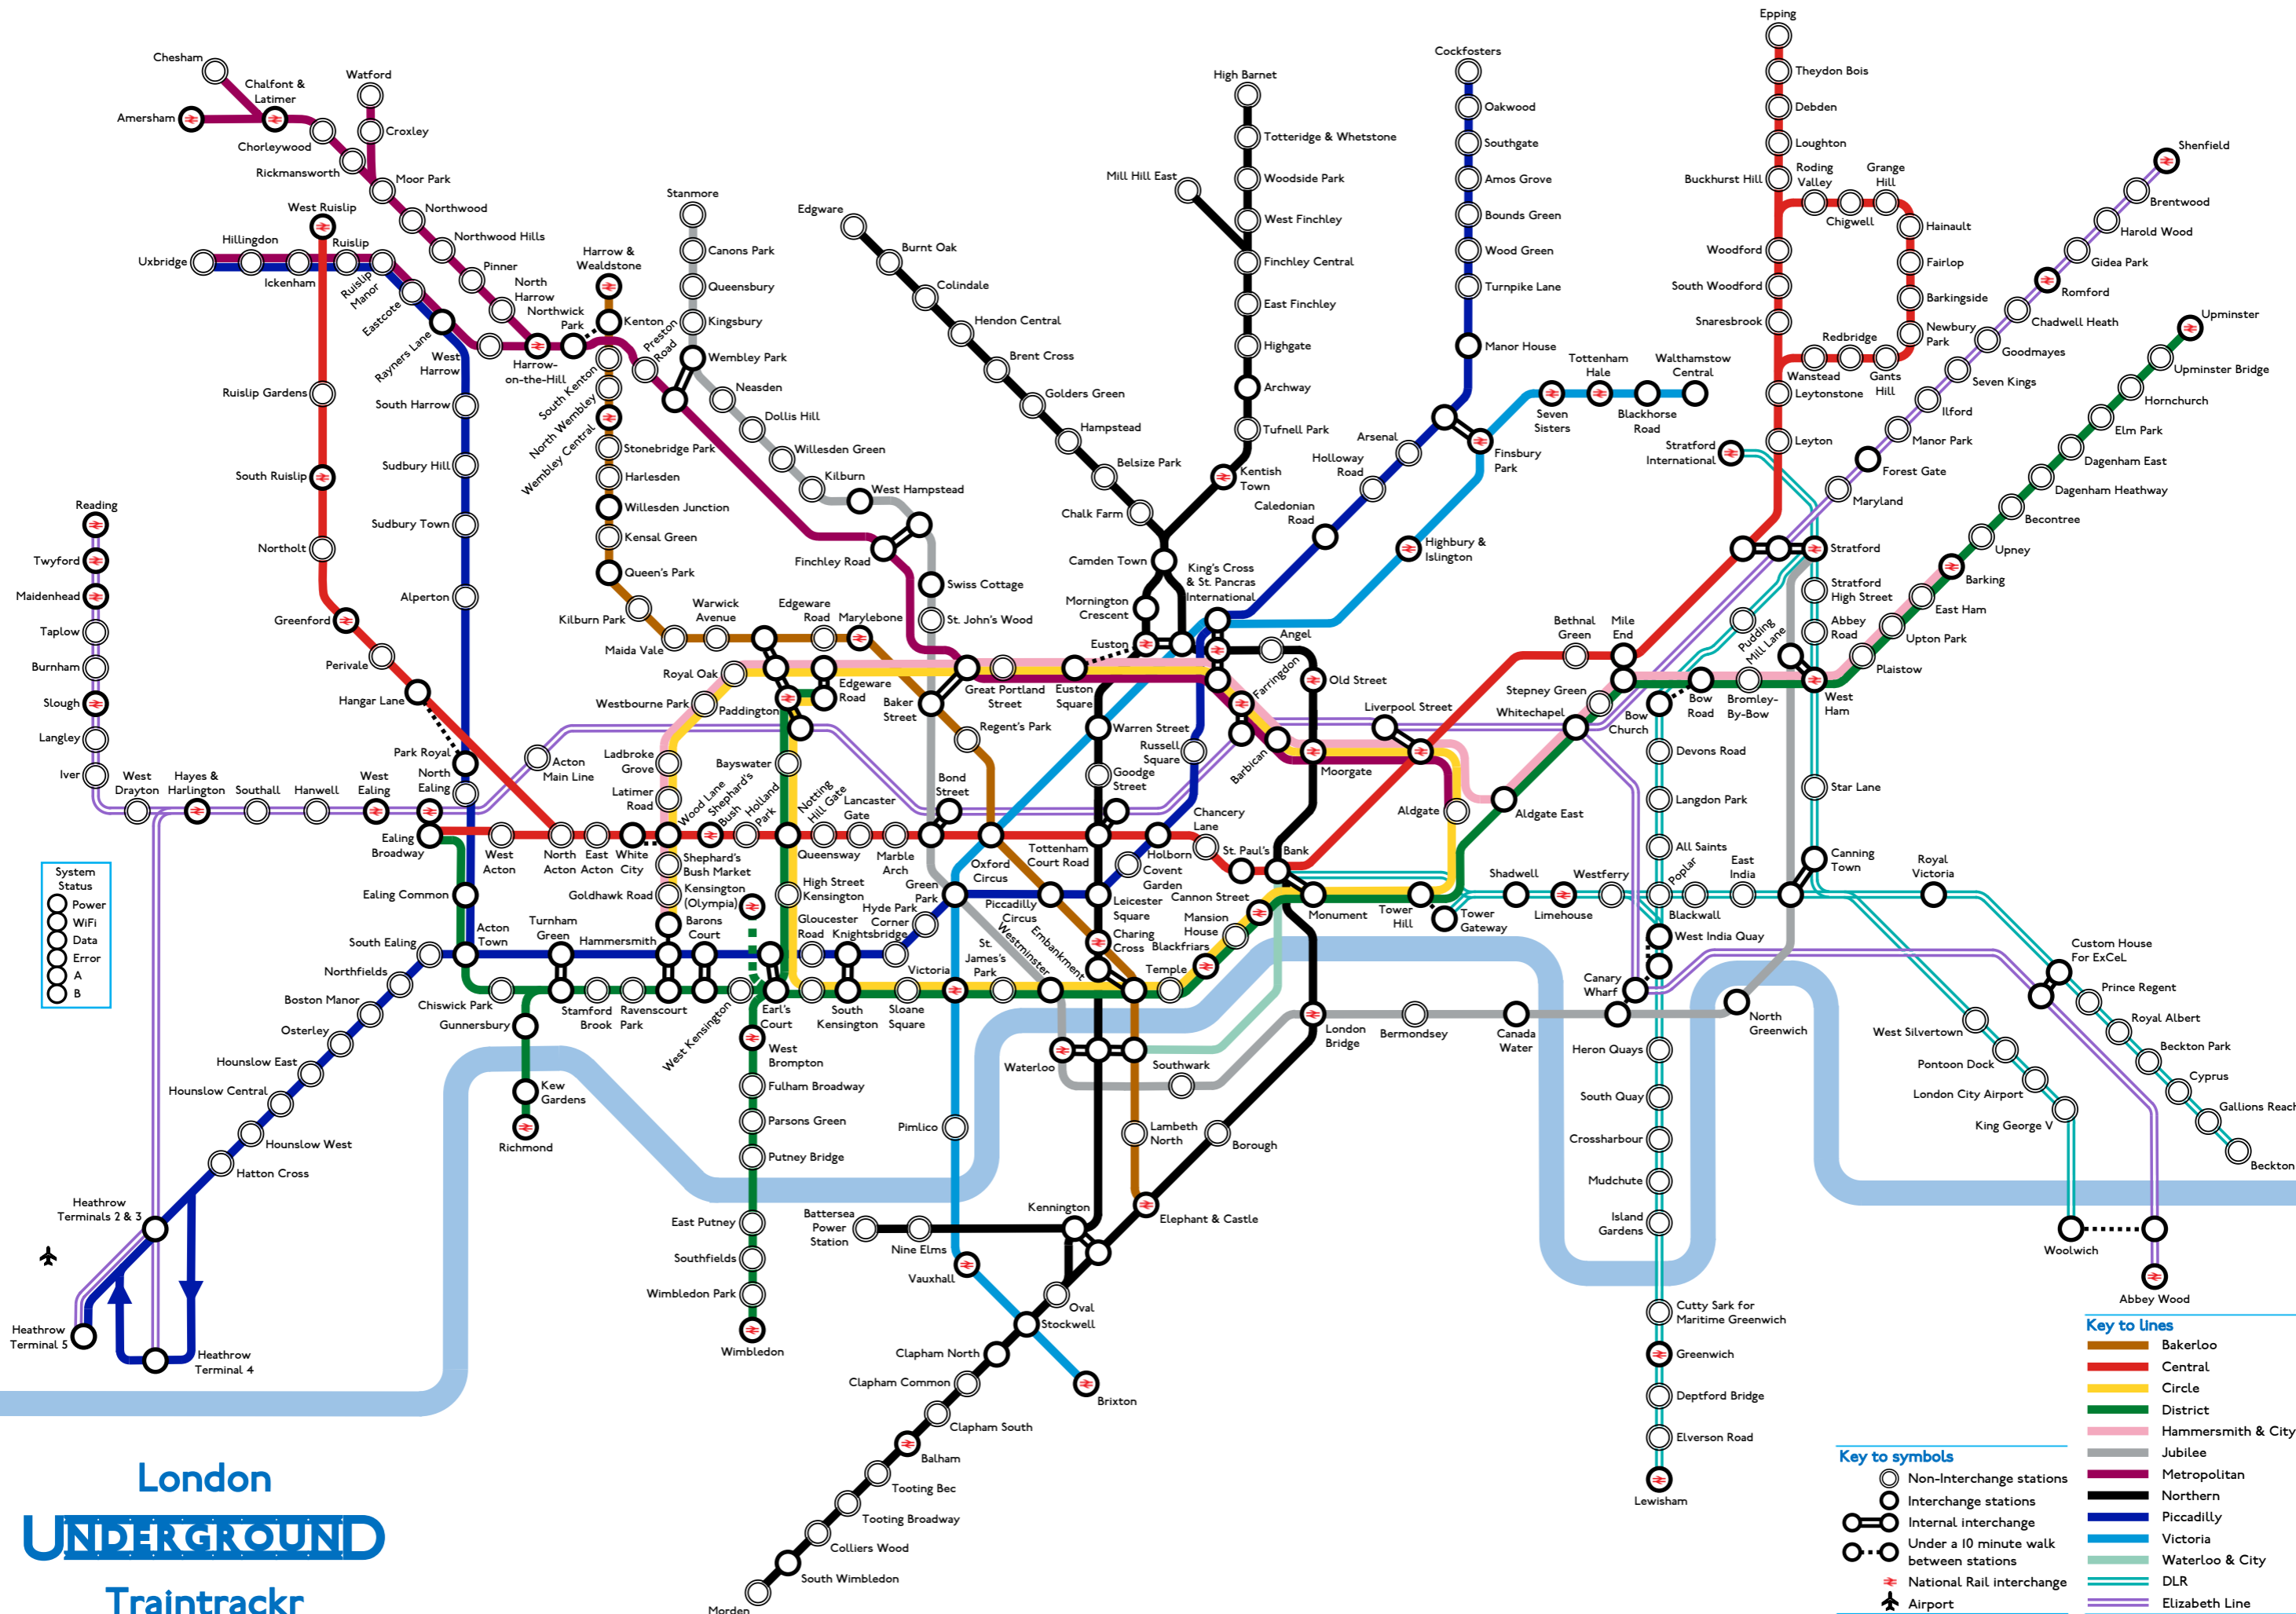 Epping
Theydon Bois
Debden
Loughton
Buckhurst Hill
Roding
Valley
Chigwell
Grange
Hill
Hainault
Fairlop
Barkingside
Newbury
Park
Gants
Hill
Redbridge
Wanstead
Woodford
South Woodford
Snaresbrook
Leytonstone
Leyton
Stratford
International
Stratford
Stratford
High Street
Abbey
Road
West
Ham
Star Lane
Canning
Town
Royal
Victoria
Custom House
For ExCeL
Prince Regent
Royal Albert
Beckton Park
Cyprus
Gallions Reach
Beckton
West Silvertown
Pontoon Dock
London City Airport
King George V
Woolwich
Abbey Wood
Shenfield
Brentwood
Harold Wood
Gidea Park
Romford
Chadwell Heath
Goodmayes
Seven Kings
Ilford
Manor Park
Forest Gate
Maryland
Upminster
Upminster Bridge
Hornchurch
Elm Park
Dagenham East
Dagenham Heathway
Becontree
Upney
Barking
East Ham
Upton Park
Plaistow
Cockfosters
Oakwood
Southgate
Amos Grove
Bounds Green
Wood Green
Turnpike Lane
Manor House
Finsbury
Park
Arsenal
Holloway
Road
Caledonian
Road
Seven
Sisters
Tottenham
Hale
Blackhorse
Road
Walthamstow
Central
Highbury &
Islington
King's Cross
& St. Pancras
International
High Barnet
Totteridge & Whetstone
Woodside Park
West Finchley
Mill Hill East
Finchley Central
East Finchley
Highgate
Archway
Tufnell Park
Kentish
Town
Camden Town
Mornington
Crescent
Euston
Edgware
Burnt Oak
Colindale
Hendon Central
Brent Cross
Golders Green
Hampstead
Belsize Park
Chalk Farm
Stanmore
Canons Park
Queensbury
Kingsbury
Wembley Park
Neasden
Dollis Hill
Willesden Green
Kilburn
West Hampstead
Finchley Road
Swiss Cottage
St. John's Wood
Chesham
Chalfont &
Latimer
Amersham
Chorleywood
Rickmansworth
Watford
Croxley
Moor Park
Northwood
Northwood Hills
Pinner
North
Harrow
Northwick
Park
Harrow-
on-the-Hill
Preston
Road
West
Harrow
Rayners Lane
Eastcote
Ruislip
Manor
Ruislip
Ickenham
Hillingdon
Uxbridge
West Ruislip
Ruislip Gardens
South Ruislip
Northolt
Greenford
Perivale
Hangar Lane
South Harrow
Sudbury Hill
Sudbury Town
Alperton
Park Royal
North
Ealing
Harrow &
Wealdstone
Kenton
South Kenton
North Wembley
Wembley Central
Stonebridge Park
Harlesden
Willesden Junction
Kensal Green
Queen's Park
Kilburn Park
Maida Vale
Warwick
Avenue
Edgeware
Road
Marylebone
Royal Oak
Westbourne Park
Paddington
Edgeware
Road
Baker
Street
Great Portland
Street
Euston
Square
Regent's Park
Warren Street
Goodge
Street
Russell
Square
Angel
Old Street
Farringdon
Barbican
Moorgate
Liverpool Street
Aldgate
Aldgate East
Whitechapel
Stepney Green
Bethnal
Green
Mile
End
Bow
Road
Bow
Church
Bromley-
By-Bow
Pudding
Mill Lane
Devons Road
Langdon Park
All Saints
Poplar
Blackwall
East
India
Westferry
Limehouse
Shadwell
Tower
Gateway
Tower
Hill
Monument
Bank
St. Paul's
Chancery
Lane
Holborn
Covent
Garden
Leicester
Square
Tottenham
Court Road
Oxford
Circus
Bond
Street
Marble
Arch
Lancaster
Gate
Queensway
Notting
Hill Gate
Holland
Park
Shepherd's
Bush
Wood Lane
White
City
East
Acton
North
Acton
West
Acton
Ealing
Broadway
Reading
Twyford
Maidenhead
Taplow
Burnham
Slough
Langley
Iver
West
Drayton
Hayes &
Harlington
Southall
Hanwell
West
Ealing
Acton
Main Line
Ladbroke
Grove
Latimer
Road
Bayswater
Shepherd's
Bush Market
Goldhawk Road
Kensington
(Olympia)
High Street
Kensington
Hammersmith
Barons
Court
Gloucester
Road
Knightsbridge
Hyde Park
Corner
Green
Park
Piccadilly
Circus
Charing
Cross
Embankment
Westminster
St.
James's
Park
Victoria
Sloane
Square
South
Kensington
Earl's
Court
West Kensington
Temple
Blackfriars
Mansion
House
Cannon Street
Ealing Common
Acton
Town
South Ealing
Northfields
Boston Manor
Osterley
Hounslow East
Hounslow Central
Hounslow West
Hatton Cross
Heathrow
Terminals 2 & 3
Heathrow
Terminal 5
Heathrow
Terminal 4
Turnham
Green
Chiswick Park
Stamford
Brook
Ravenscourt
Park
Gunnersbury
Kew
Gardens
Richmond
West
Brompton
Fulham Broadway
Parsons Green
Putney Bridge
East Putney
Southfields
Wimbledon Park
Wimbledon
Pimlico
Vauxhall
Stockwell
Brixton
Battersea
Power
Station
Nine Elms
Kennington
Oval
Clapham North
Clapham Common
Clapham South
Balham
Tooting Bec
Tooting Broadway
Colliers Wood
South Wimbledon
Morden
Waterloo
Southwark
Lambeth
North
Elephant & Castle
Borough
London
Bridge
Bermondsey
Canada
Water
Canary
Wharf
North
Greenwich
West India Quay
Heron Quays
South Quay
Crossharbour
Mudchute
Island
Gardens
Cutty Sark for
Maritime Greenwich
Greenwich
Deptford Bridge
Elverson Road
Lewisham
System
Status
Power
WiFi
Data
Error
A
B
London
UNDERGROUND
Traintrackr
Key to symbols
Non-Interchange stations
Interchange stations
Internal interchange
Under a 10 minute walk
between stations
National Rail interchange
Airport
Key to lines
Bakerloo
Central
Circle
District
Hammersmith & City
Jubilee
Metropolitan
Northern
Piccadilly
Victoria
Waterloo & City
DLR
Elizabeth Line